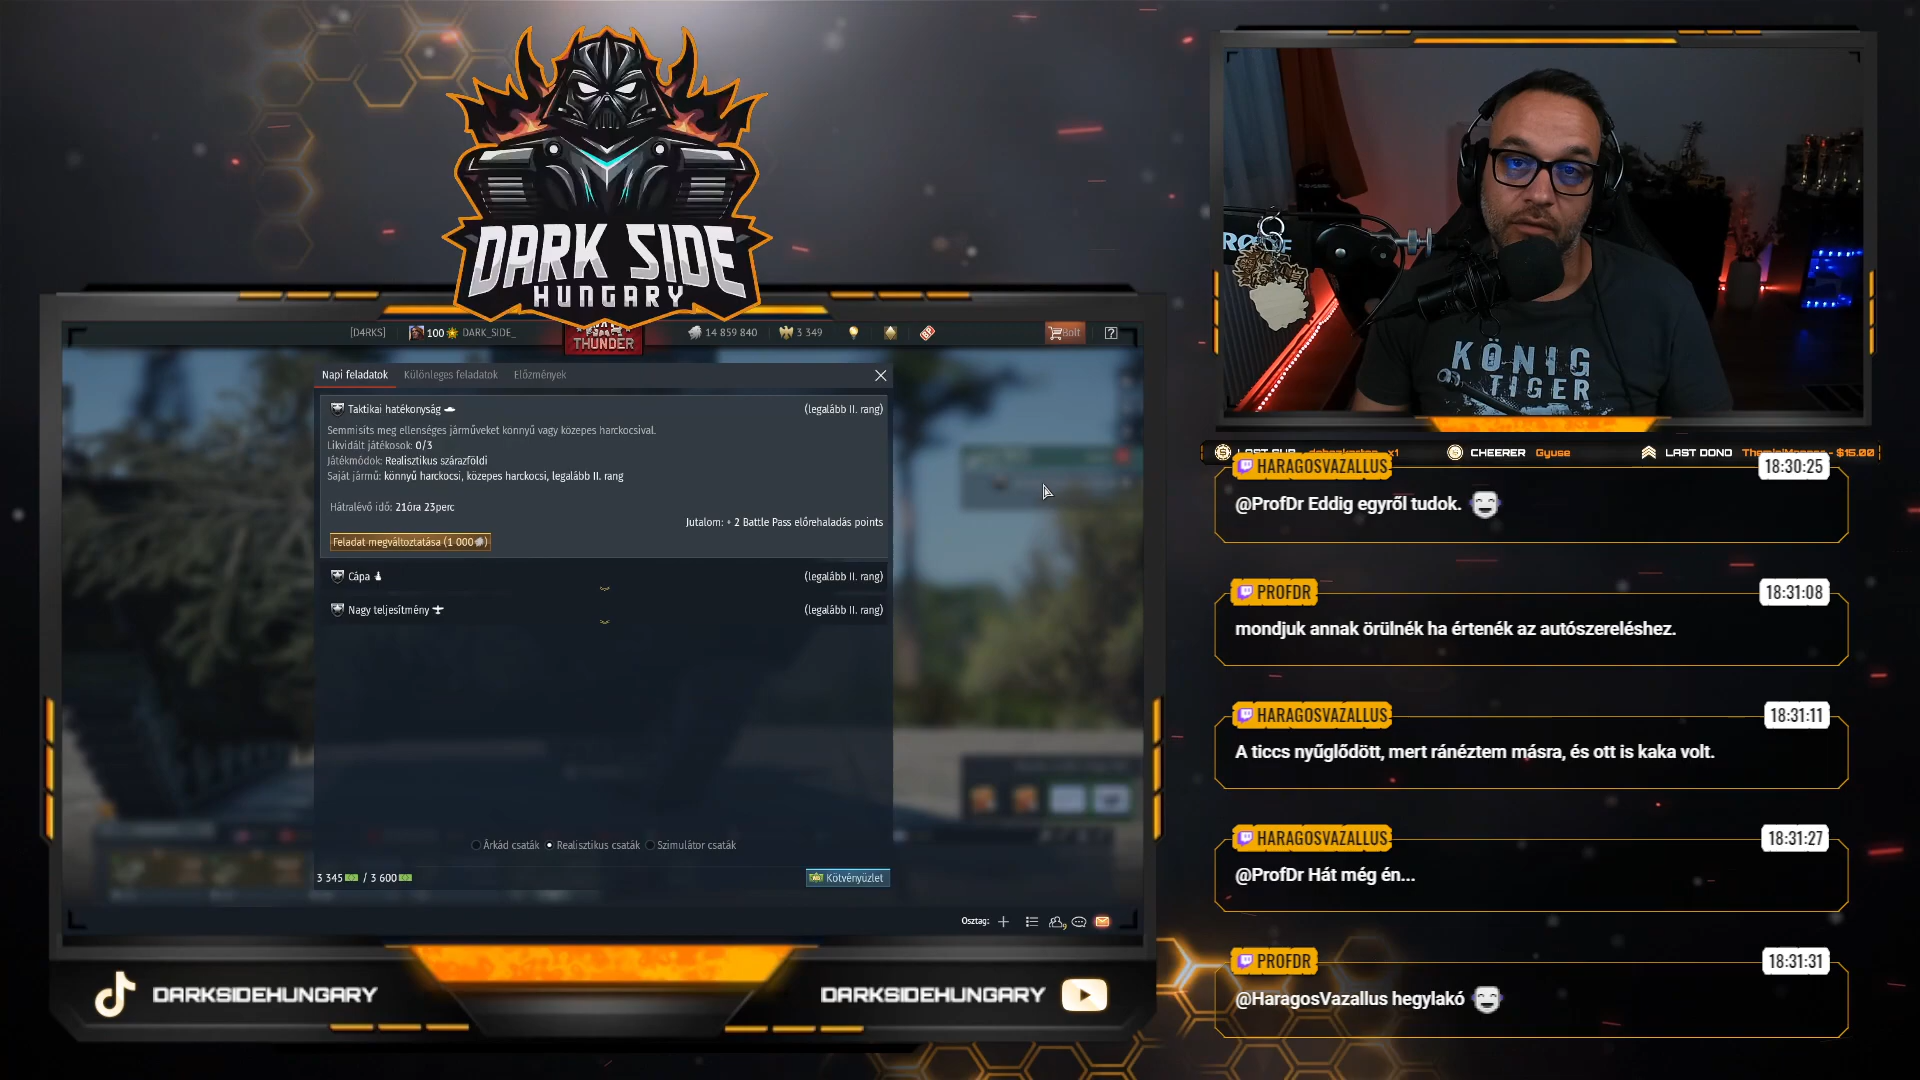 DARK SIDE
HUNGARY
[D4RKS]
100
DARK_SIDE_
THUNDER
14 859 840
3 349
Bolt
Napi feladatok
Különleges feladatok
Előzmények
Taktikai hatékonyság
(legalább II. rang)
Semmisíts meg ellenséges járműveket könnyű vagy közepes harckocsival.
Likvidált játékosok: 0/3
Játékmódok: Realisztikus szárazföldi
Saját jármű: könnyű harckocsi, közepes harckocsi, legalább II. rang
Hátralévő idő: 21óra 23perc
Jutalom: + 2 Battle Pass előrehaladás points
Feladat megváltoztatása (1 000)
Cápa
(legalább II. rang)
Nagy teljesítmény
(legalább II. rang)
Árkád csaták
Realisztikus csaták
Szimulátor csaták
3 345 / 3 600
Kötvényüzlet
Osztag:
9
DARKSIDEHUNGARY
DARKSIDEHUNGARY
KÖNIG
TIGER
LAST SUB
x1
CHEERER Gyuse
LAST DONO
- $15.00
HARAGOSVAZALLUS
18:30:25
@ProfDr Eddig egyről tudok.
PROFDR
18:31:08
mondjuk annak örülnék ha értenék az autószereléshez.
HARAGOSVAZALLUS
18:31:11
A ticcs nyűglődött, mert ránéztem másra, és ott is kaka volt.
HARAGOSVAZALLUS
18:31:27
@ProfDr Hát még én...
PROFDR
18:31:31
@HaragosVazallus hegylakó